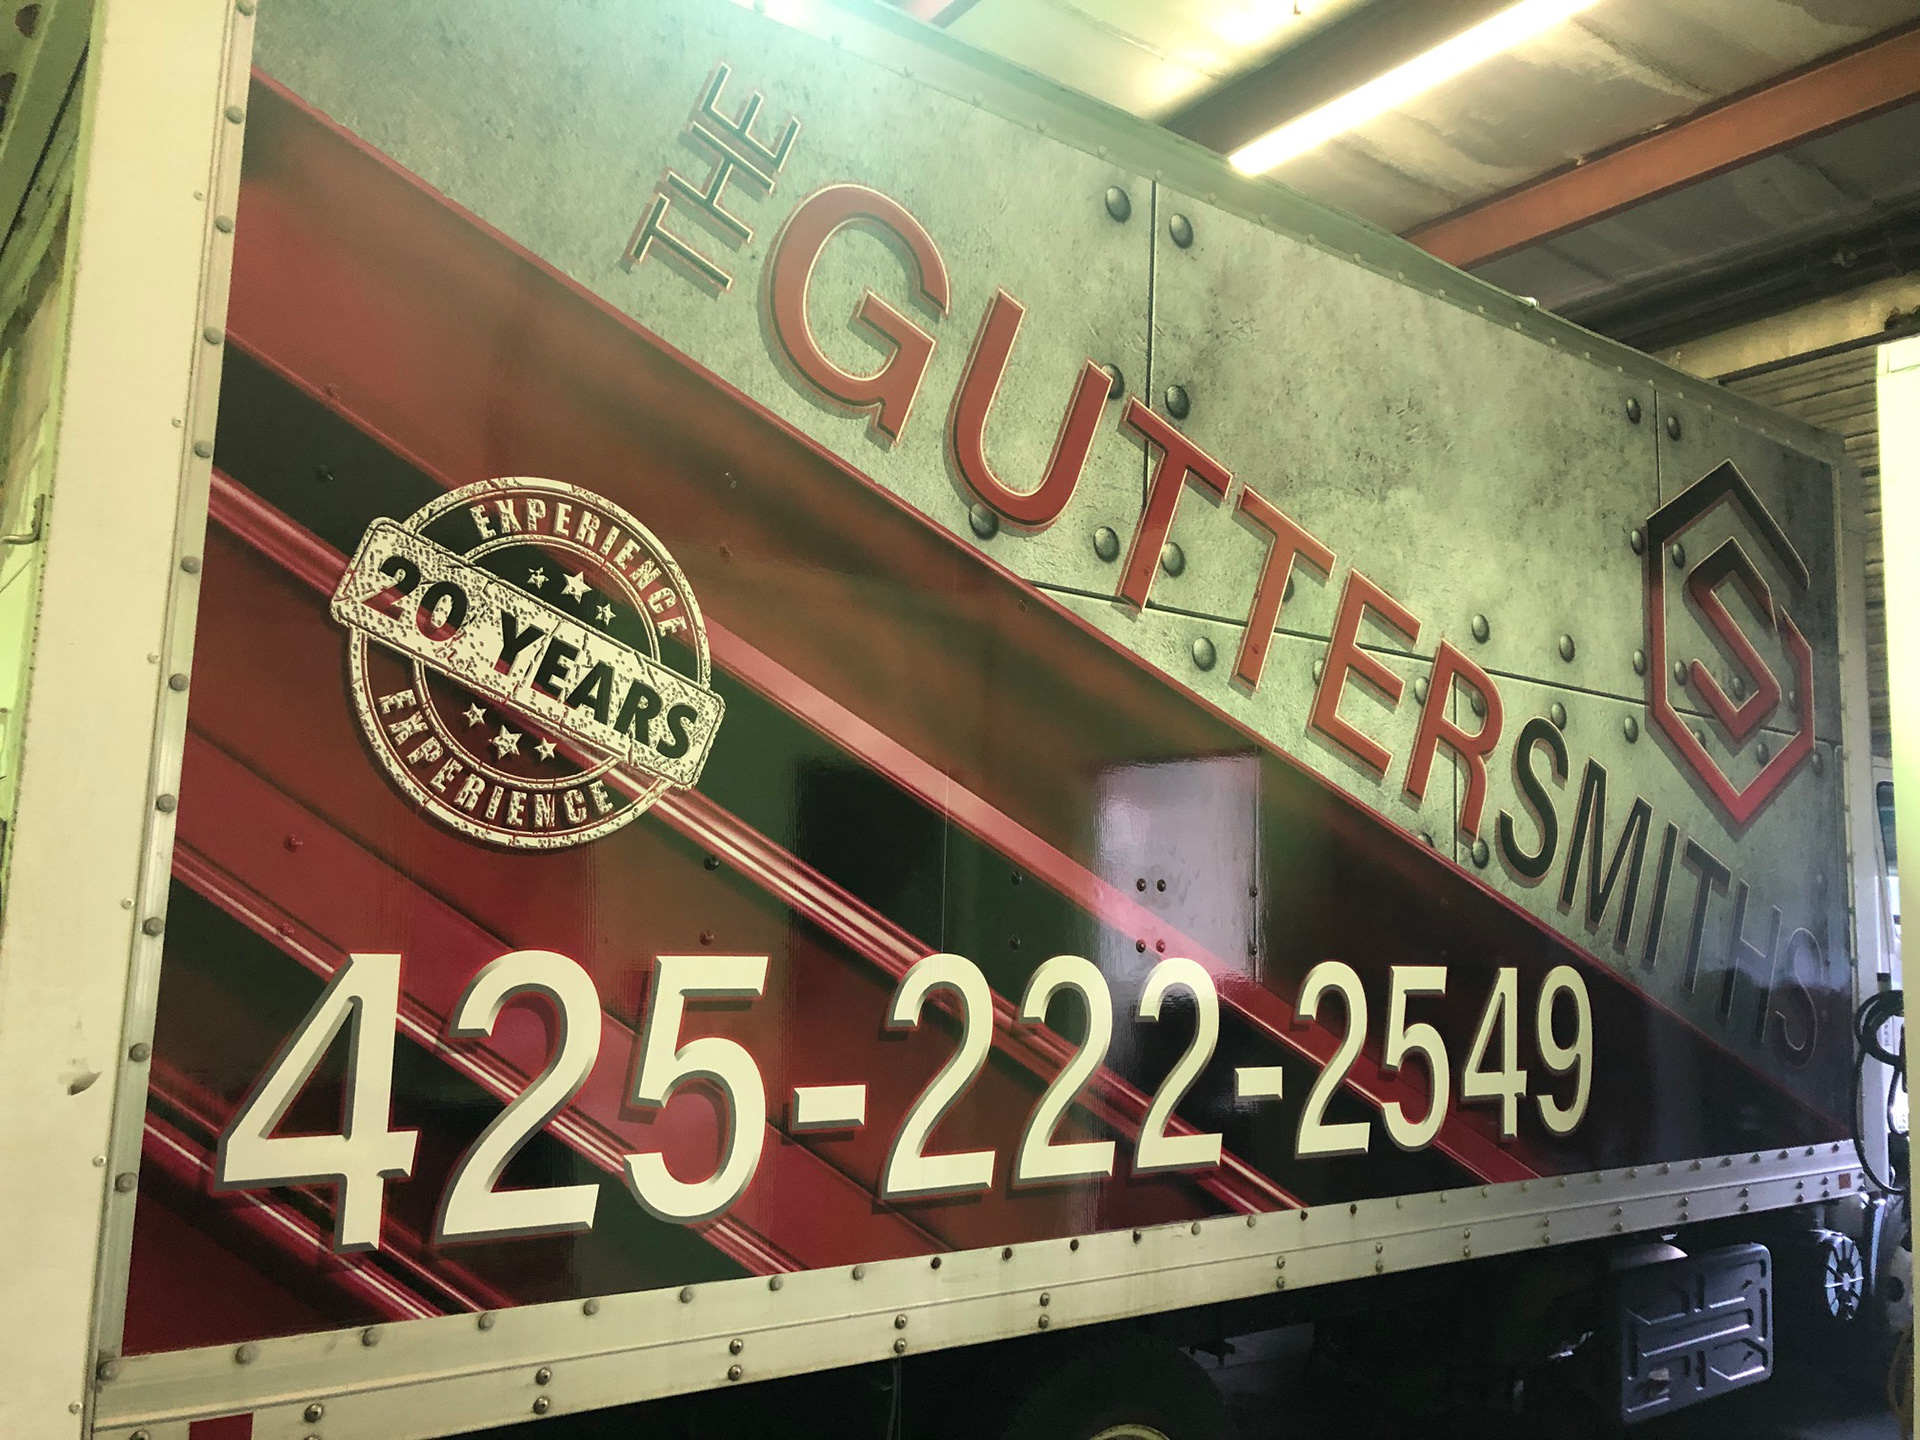 THE GUTTERSMITHS
S
EXPERIENCE
20 YEARS
EXPERIENCE
425-222-2549